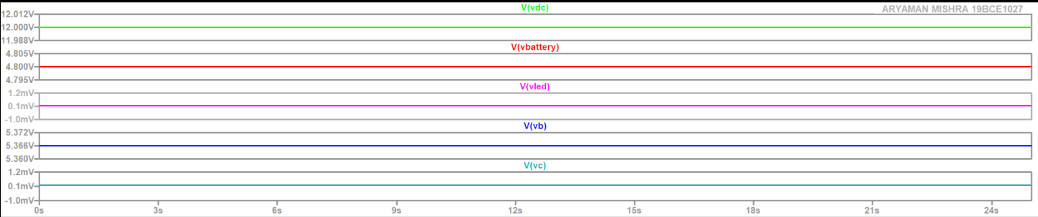 V(vdc) ARYAMAN MISHRA 19BCE1027
12.012V
12.000V
11.988V
V(vbattery)
4.805V
4.800V
4.795V
V(vled)
1.2mV
0.1mV
-1.0mV
V(vb)
5.372V
5.366V
5.360V
V(vc)
1.2mV
0.1mV
-1.0mV
0s 3s 6s 9s 12s 15s 18s 21s 24s